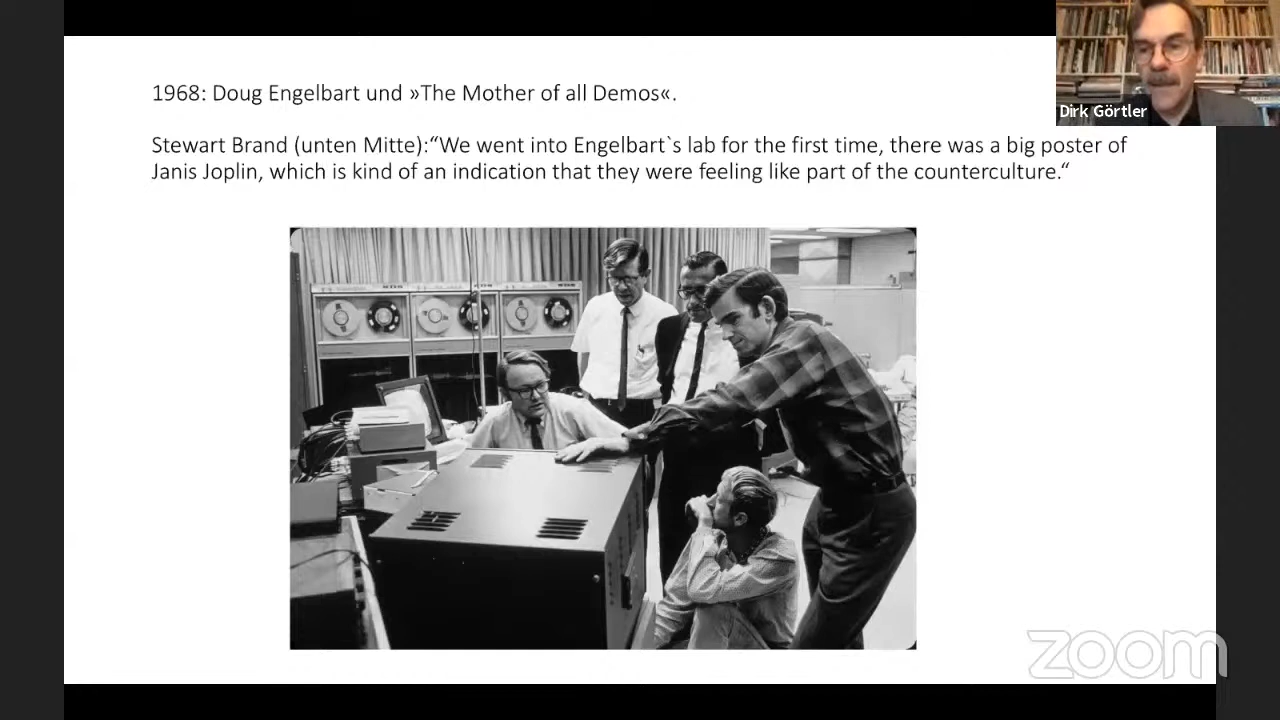 1968: Doug Engelbart und »The Mother of all Demos«.
Stewart Brand (unten Mitte):“We went into Engelbart`s lab for the first time, there was a big poster of
Janis Joplin, which is kind of an indication that they were feeling like part of the counterculture.“
Dirk Görtler
zoom